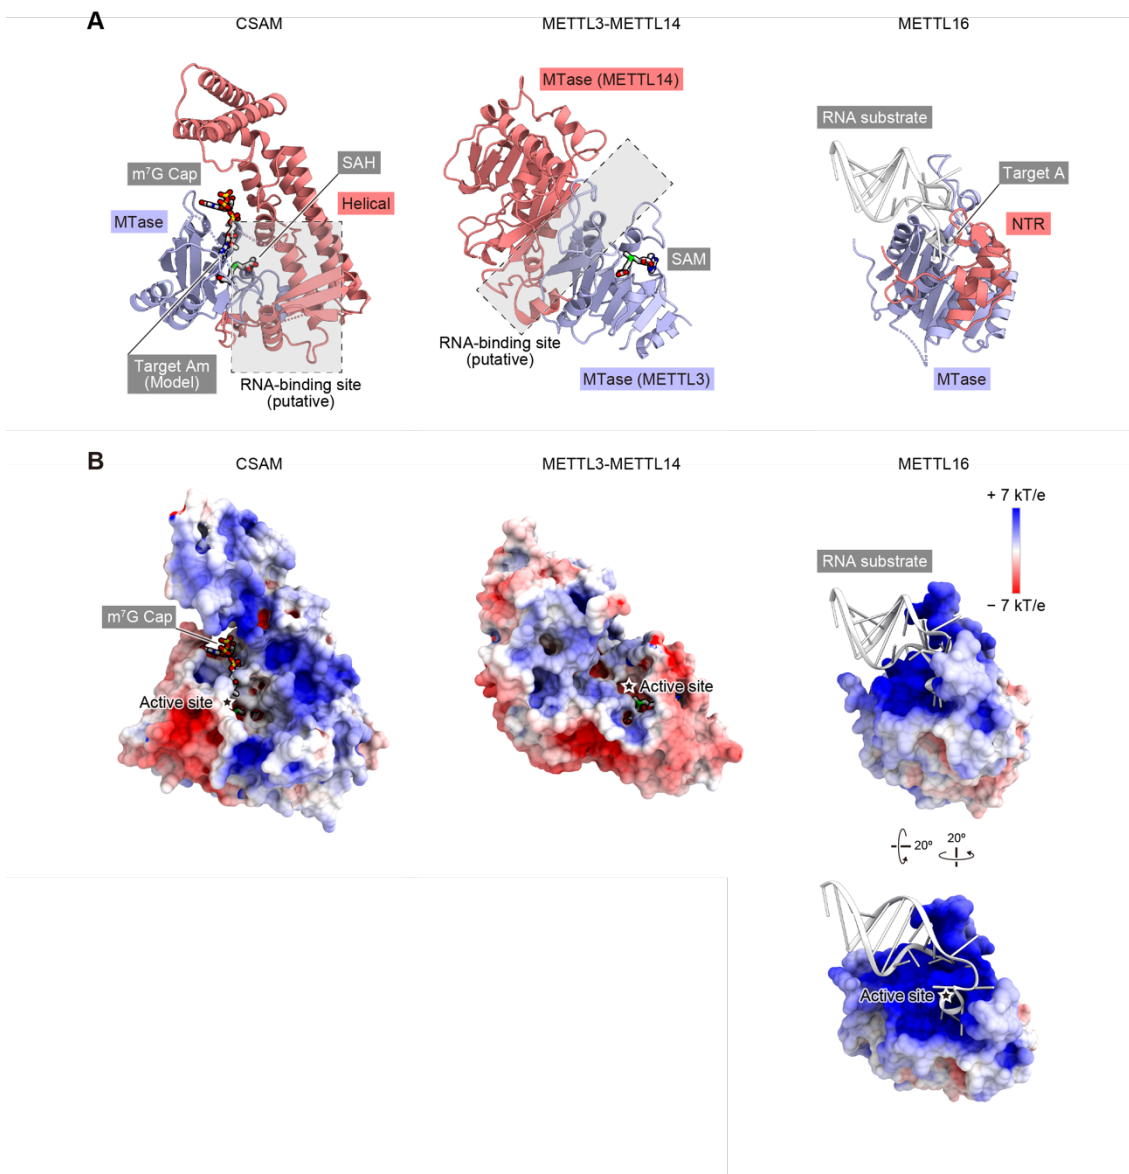 A
CSAM
METTL3-METTL14
METTL16
MTase (METTL14)
RNA substrate
m⁷G Cap
SAH
Target A
MTase
Helical
NTR
SAM
Target Am
(Model)
RNA-binding site
(putative)
RNA-binding site
(putative)
MTase (METTL3)
MTase
B
CSAM
METTL3-METTL14
METTL16
+ 7 kT/e
RNA substrate
− 7 kT/e
m⁷G Cap
Active site
Active site
20º
20º
Active site